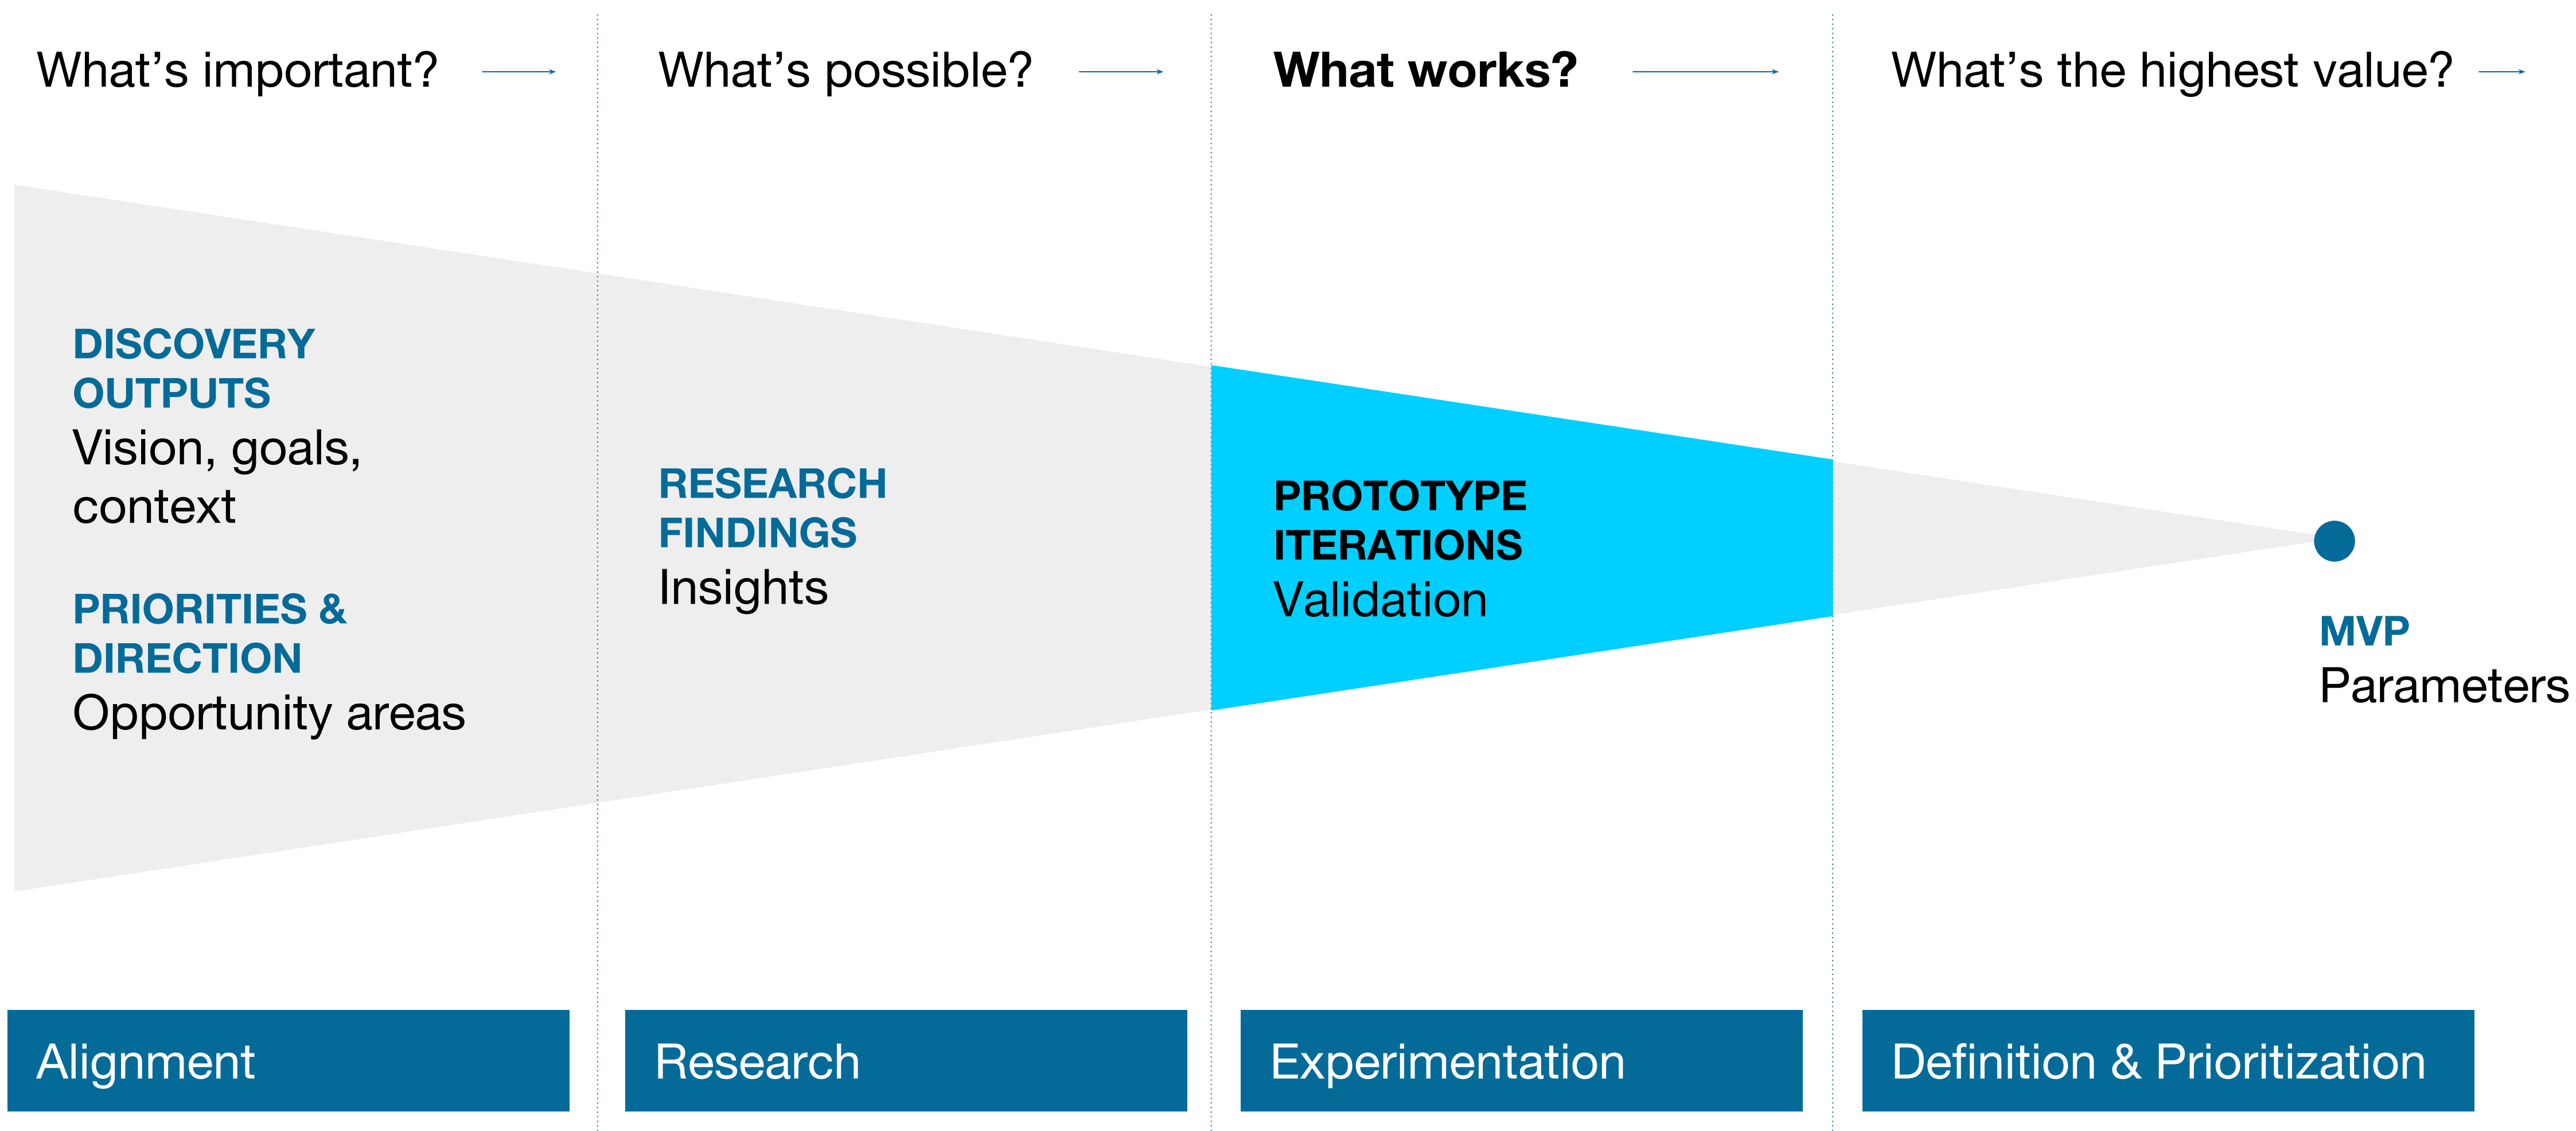 What’s important?
What’s possible?
What works?
What’s the highest value?
DISCOVERY
OUTPUTS
Vision, goals,
context
PRIORITIES &
DIRECTION
Opportunity areas
RESEARCH
FINDINGS
Insights
PROTOTYPE
ITERATIONS
Validation
MVP
Parameters
Alignment
Research
Experimentation
Definition & Prioritization